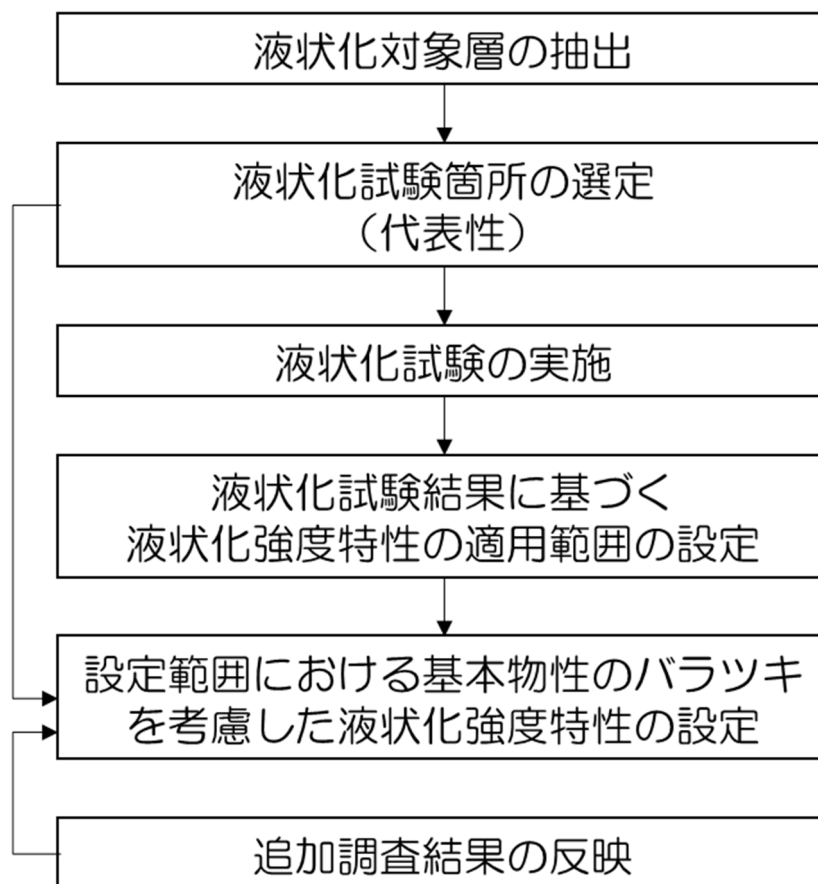 液状化対象層の抽出
液状化試験箇所の選定
（代表性）
液状化試験の実施
液状化試験結果に基づく
液状化強度特性の適用範囲の設定
設定範囲における基本物性のバラツキ
を考慮した液状化強度特性の設定
追加調査結果の反映